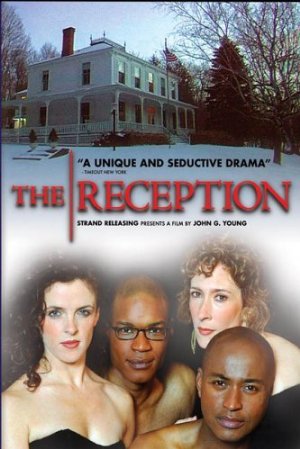 "A UNIQUE AND SEDUCTIVE DRAMA"
-TIMEOUT NEW YORK
THE RECEPTION
STRAND RELEASING PRESENTS A FILM BY JOHN G. YOUNG